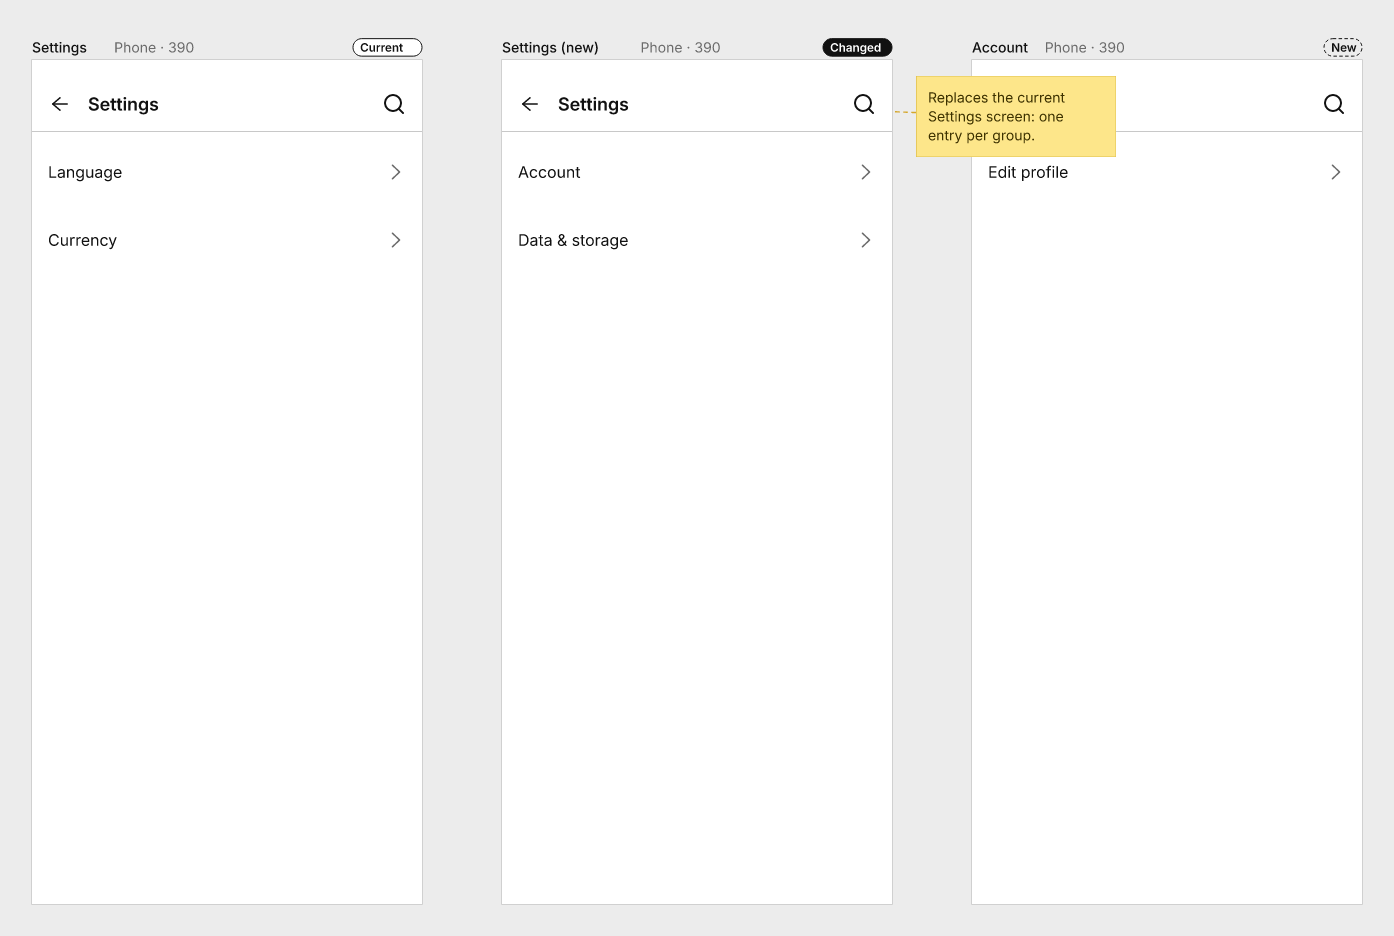 Settings Phone · 390 Current
Settings
Language
Currency
Settings (new) Phone · 390 Changed
Settings
Account
Data & storage
Replaces the current
Settings screen: one
entry per group.
Account Phone · 390 New
Edit profile